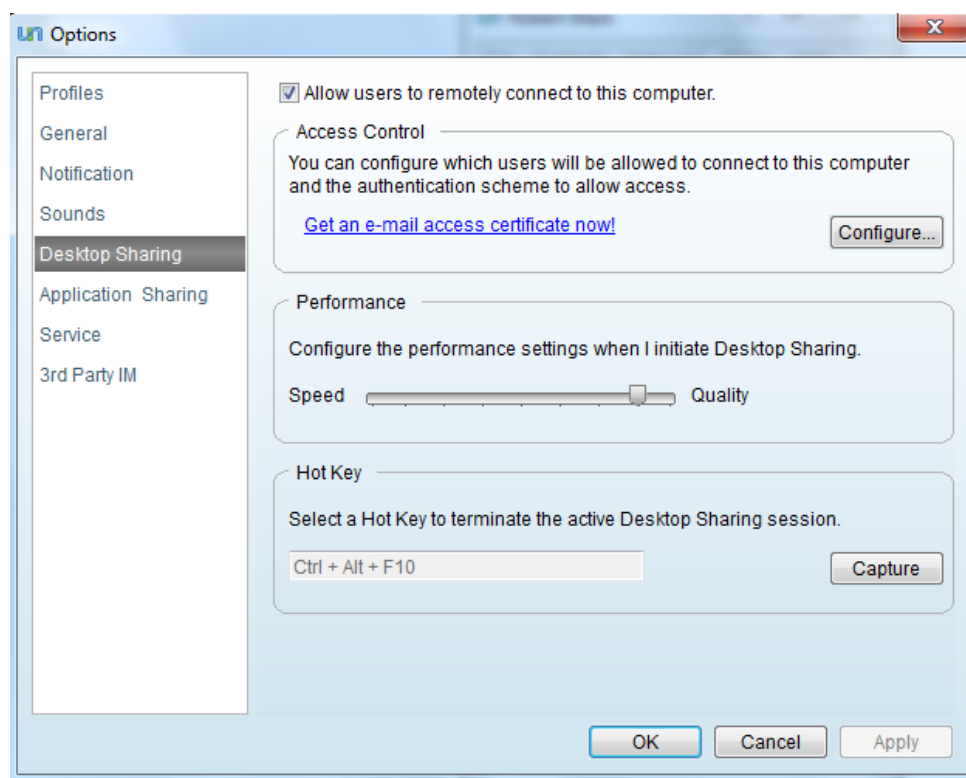 un Options
Profiles
General
Notification
Sounds
Desktop Sharing
Application Sharing
Service
3rd Party IM
Allow users to remotely connect to this computer.
Access Control
You can configure which users will be allowed to connect to this computer
and the authentication scheme to allow access.
Get an e-mail access certificate now!
Configure...
Performance
Configure the performance settings when I initiate Desktop Sharing.
Speed
Quality
Hot Key
Select a Hot Key to terminate the active Desktop Sharing session.
Ctrl + Alt + F10
Capture
OK
Cancel
Apply